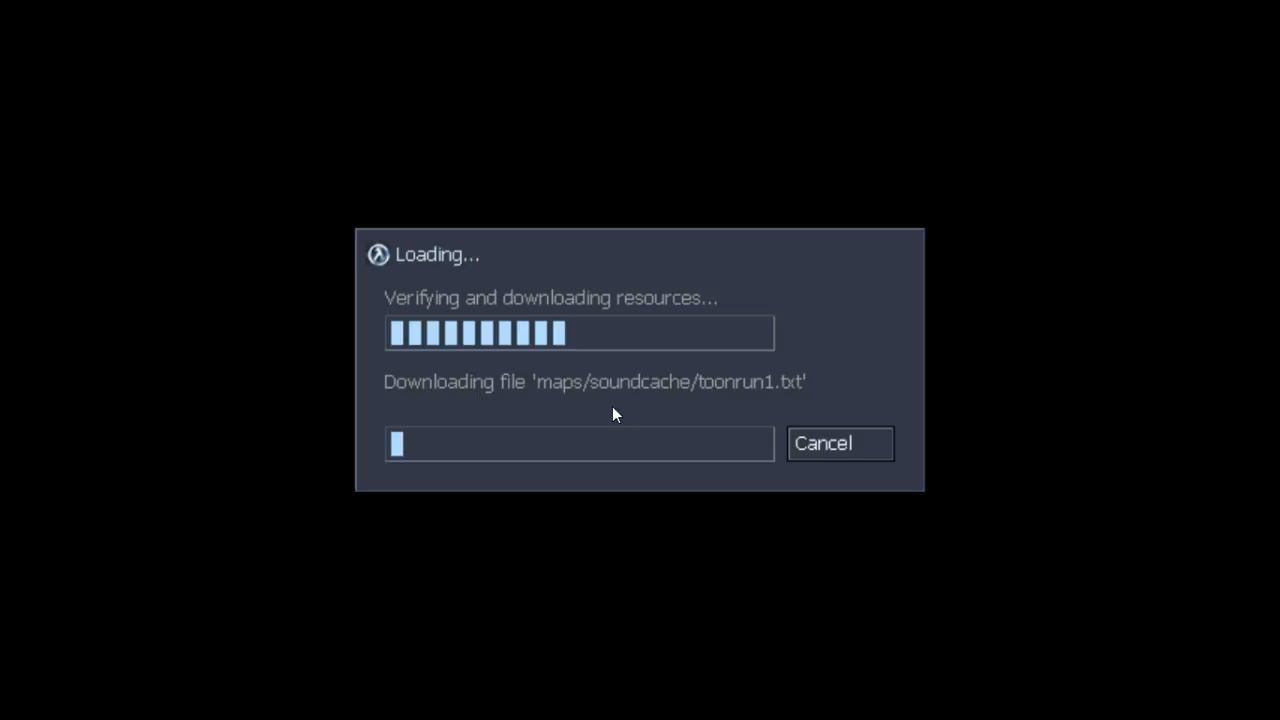 Loading...
Verifying and downloading resources...
Downloading file 'maps/soundcache/toonrun1.txt'
Cancel